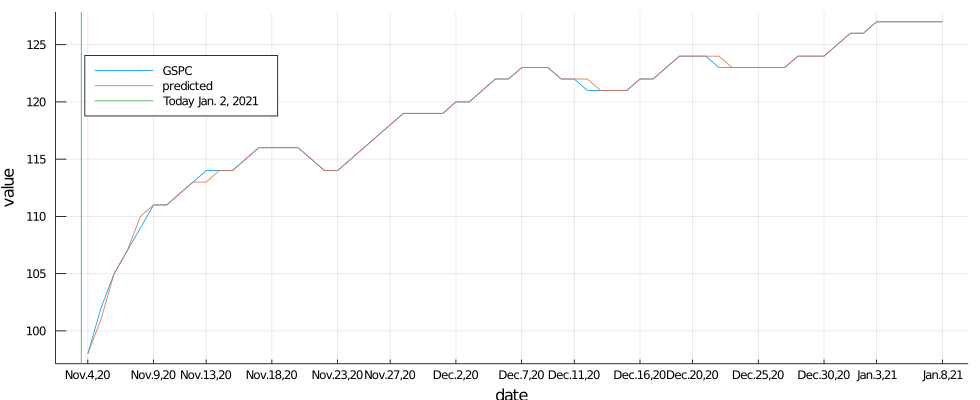 125
120
115
110
105
100
value
GSPC
predicted
Today Jan. 2, 2021
Nov.4,20 Nov.9,20 Nov.13,20 Nov.18,20 Nov.23,20 Nov.27,20 Dec.2,20 Dec.7,20 Dec.11,20 Dec.16,20 Dec.20,20 Dec.25,20 Dec.30,20 Jan.3,21 Jan.8,21
date